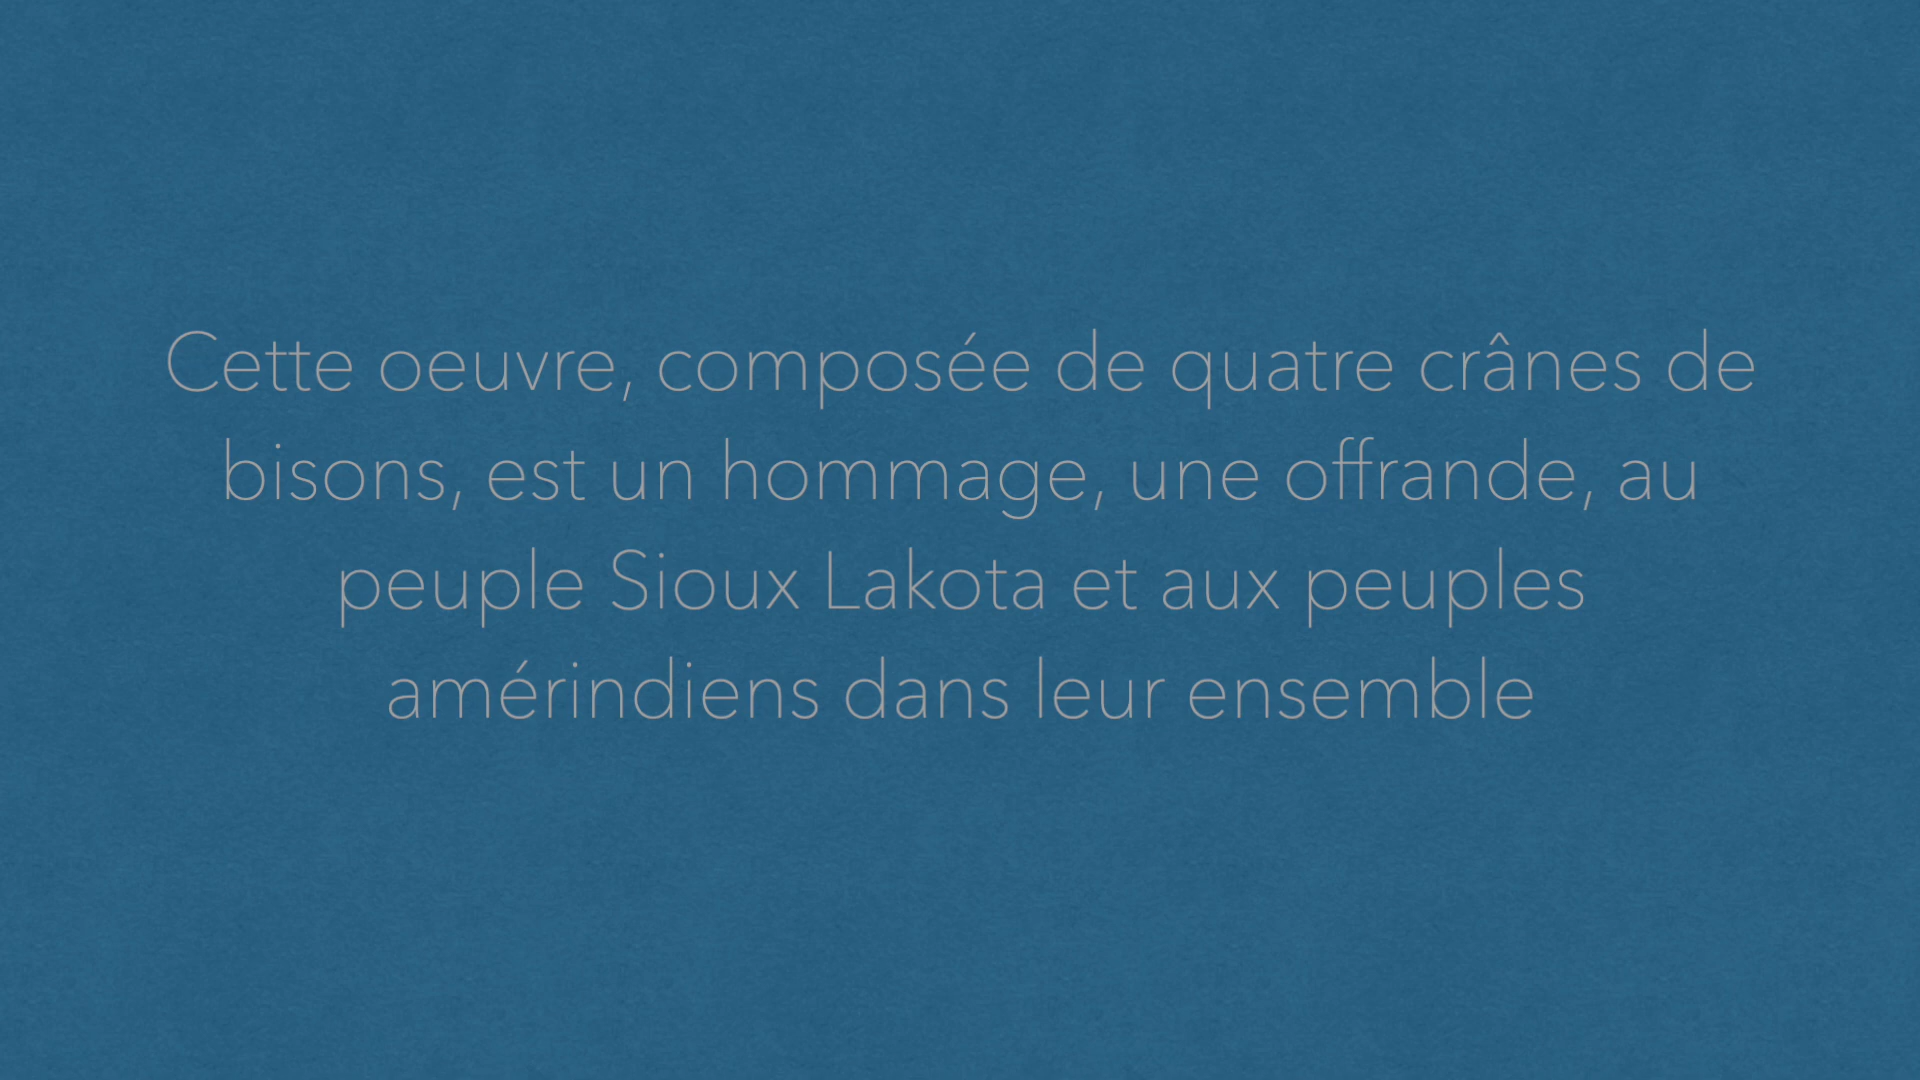 Cette oeuvre, composée de quatre crânes de
bisons, est un hommage, une offrande, au
peuple Sioux Lakota et aux peuples
amérindiens dans leur ensemble